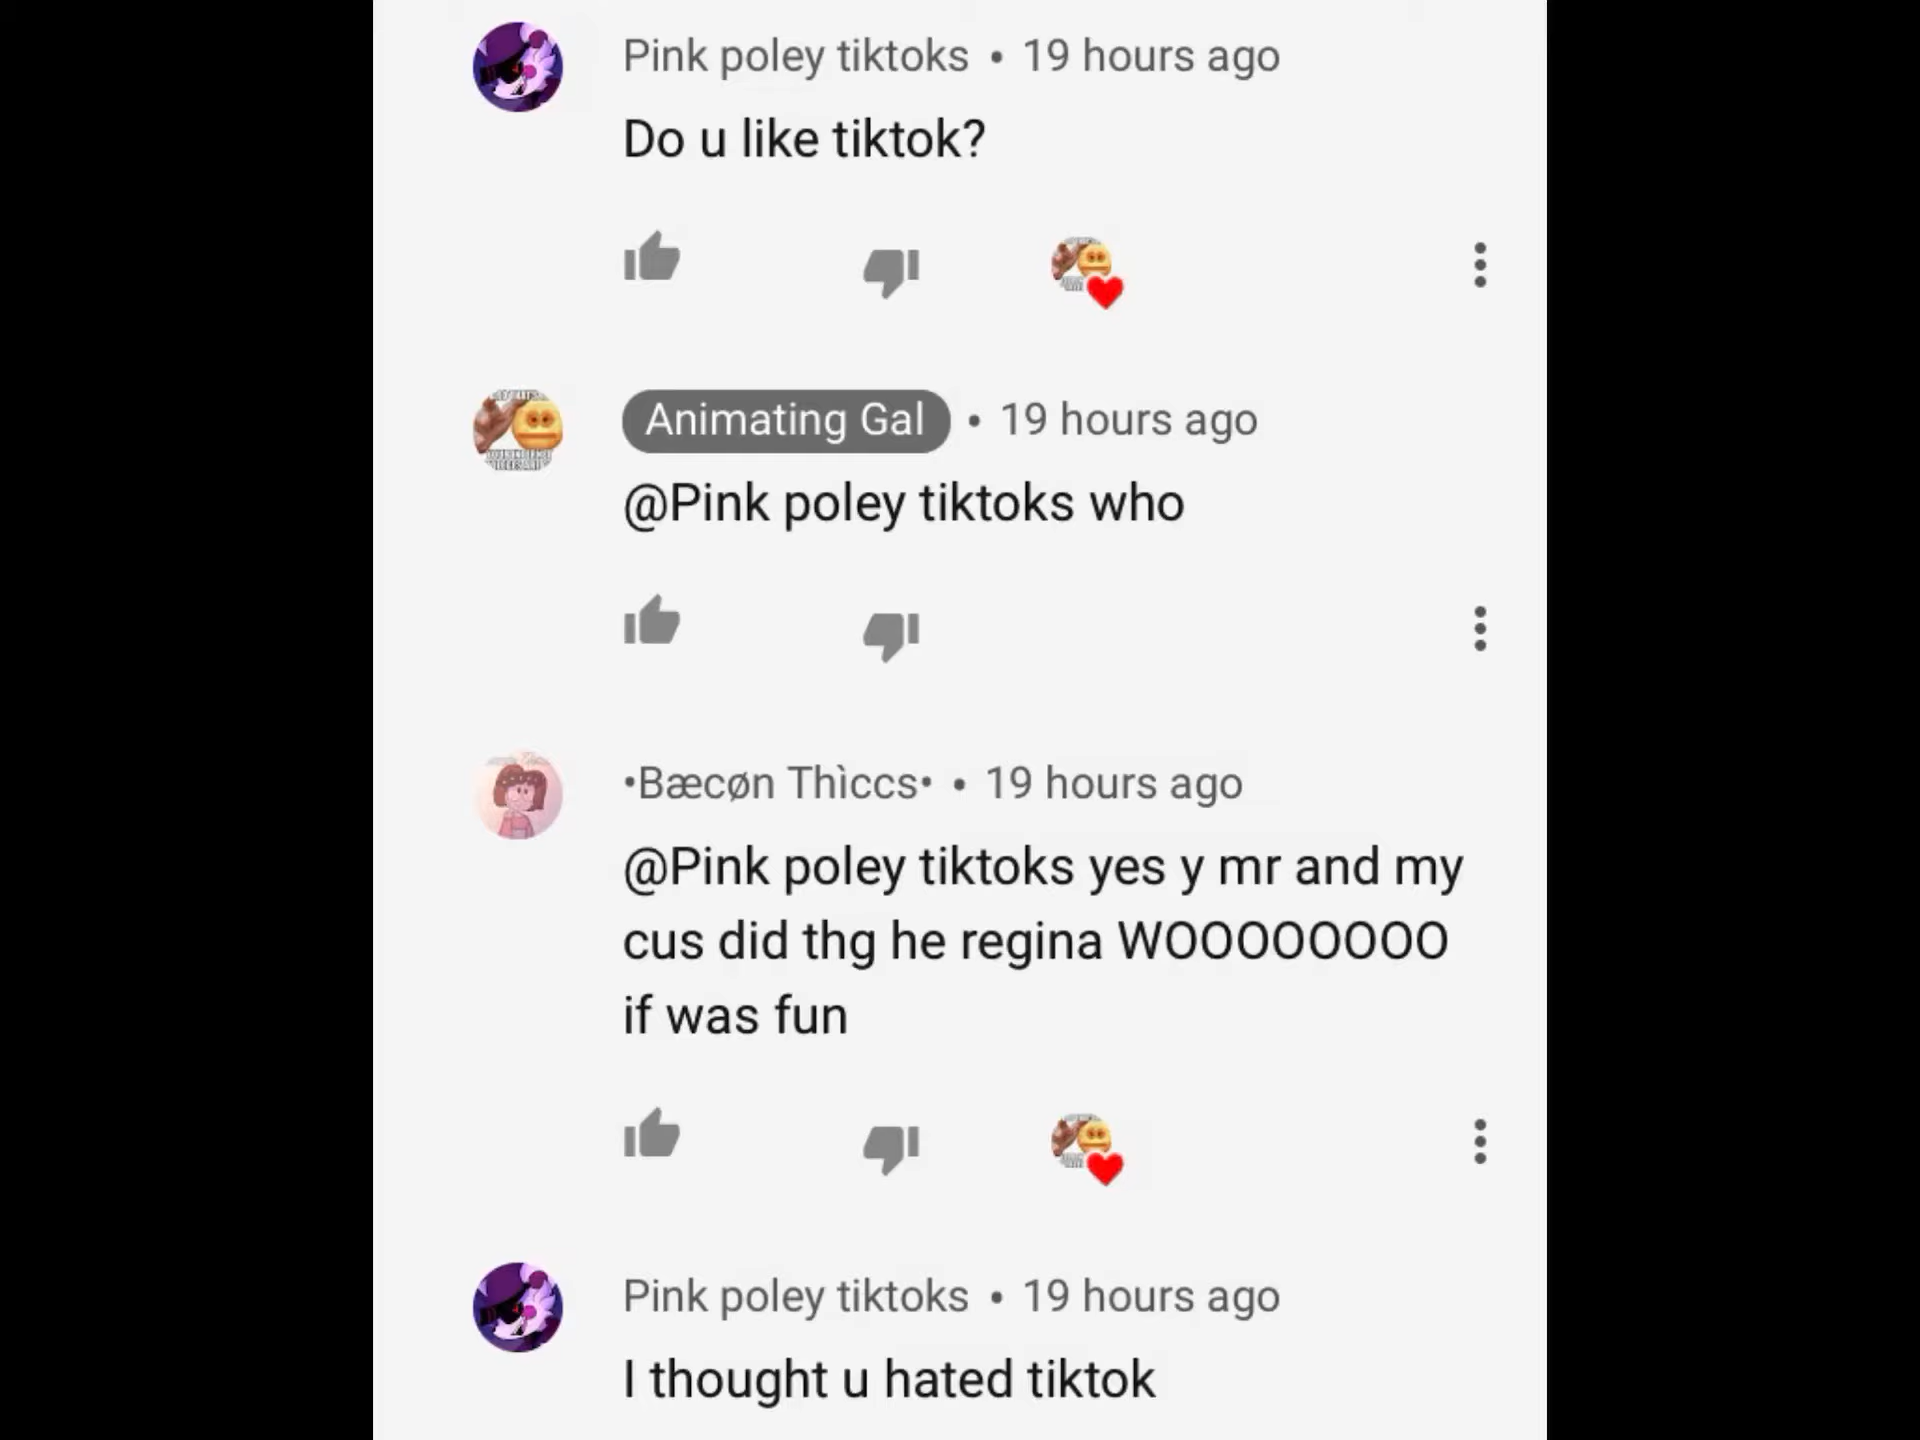 Pink poley tiktoks • 19 hours ago
Do u like tiktok?
Animating Gal • 19 hours ago
@Pink poley tiktoks who
•Bæcøn Thìccs• • 19 hours ago
@Pink poley tiktoks yes y mr and my
cus did thg he regina WOOOOOOOO
if was fun
Pink poley tiktoks • 19 hours ago
I thought u hated tiktok